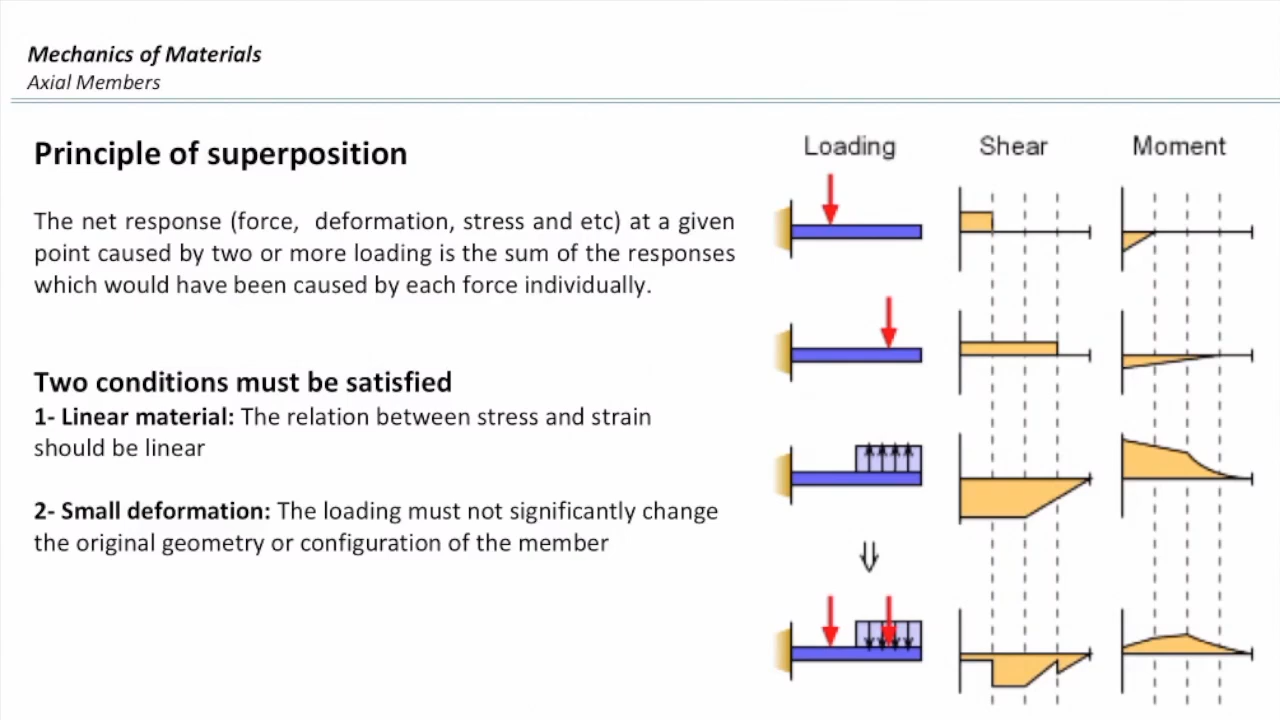 Mechanics of Materials
Axial Members
Principle of superposition
The net response (force, deformation, stress and etc) at a given
point caused by two or more loading is the sum of the responses
which would have been caused by each force individually.
Two conditions must be satisfied
1- Linear material: The relation between stress and strain
should be linear
2- Small deformation: The loading must not significantly change
the original geometry or configuration of the member
Loading Shear Moment